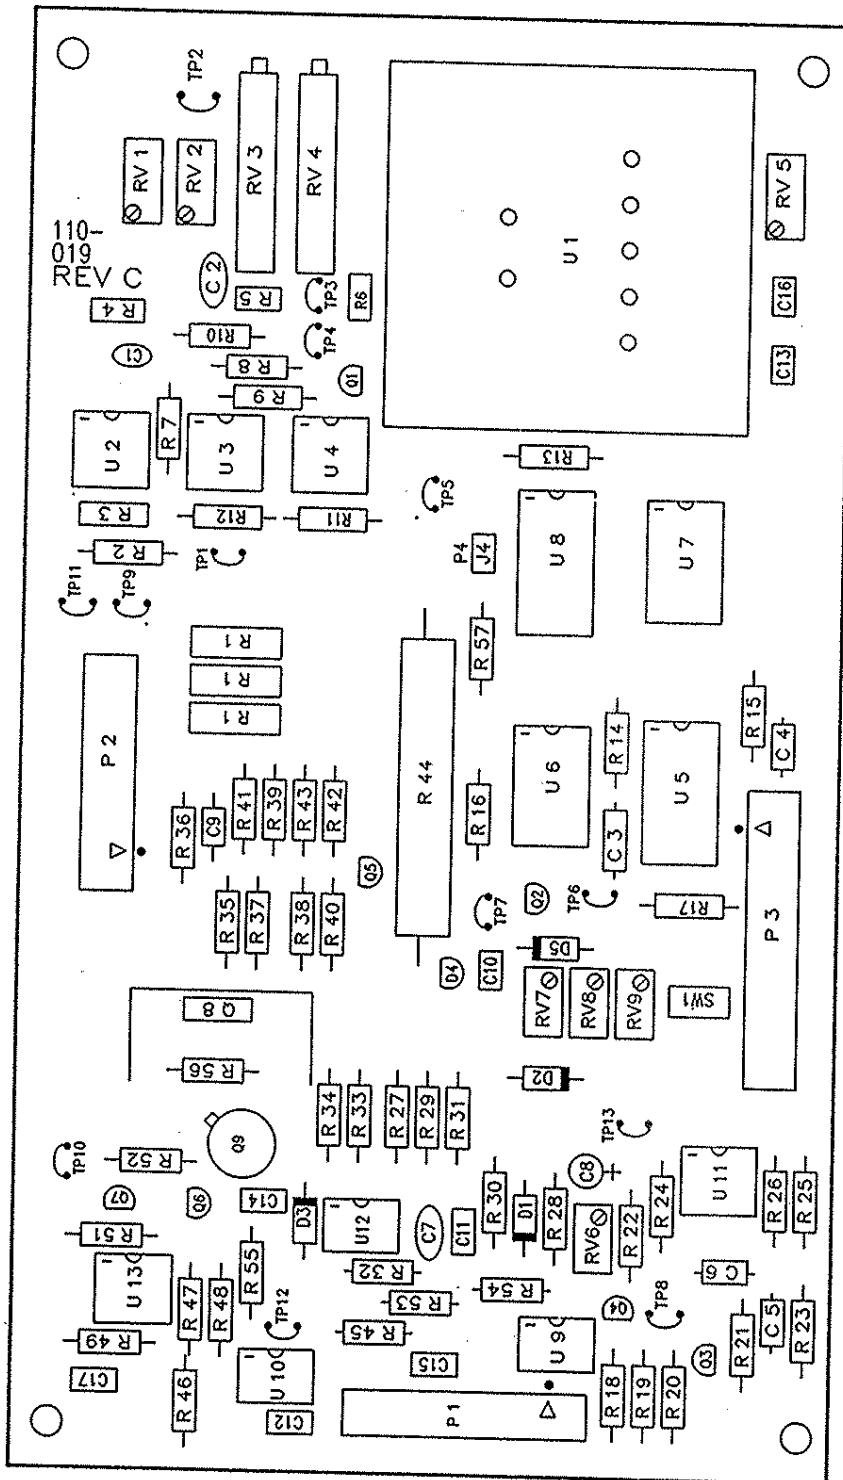 TP2
RV 1
RV 2
RV 3
RV 4
RV 5
U 1
110-
019
REV C
C 2
R 5
TP3
R6
C16
R 4
R10
TP4
C1
R 8
Q1
C13
R 9
U 2
R 7
U 3
U 4
R13
TP5
R 3
R12
R11
P4
J4
U 8
U 7
R 2
TP1
TP11
TP9
R 1
R 1
R 1
R 57
P 2
R 44
R 14
R 15
C 4
U 6
U 5
R 36
C9
R 41
R 39
R 43
R 42
R 16
C 3
Q5
R 35
R 37
R 38
R 40
TP7
Q2
TP6
R17
P 3
D4
C10
D5
RV7
RV8
RV9
SW1
Q 8
R 56
D2
R 34
R 33
R 27
R 29
R 31
Q9
TP13
TP10
R 52
Q7
Q6
C14
D3
U12
C7
C11
R 30
D1
R 28
C8
+
RV6
R 22
R 24
U11
R 26
R 25
R 51
R 55
U 13
R 47
R 48
R 32
R 53
R 54
C 6
TP12
R 49
R 45
Q4
TP8
U 9
R 21
C 5
R 23
Q3
C17
R 46
U 10
C15
C12
P1
R 18
R 19
R 20